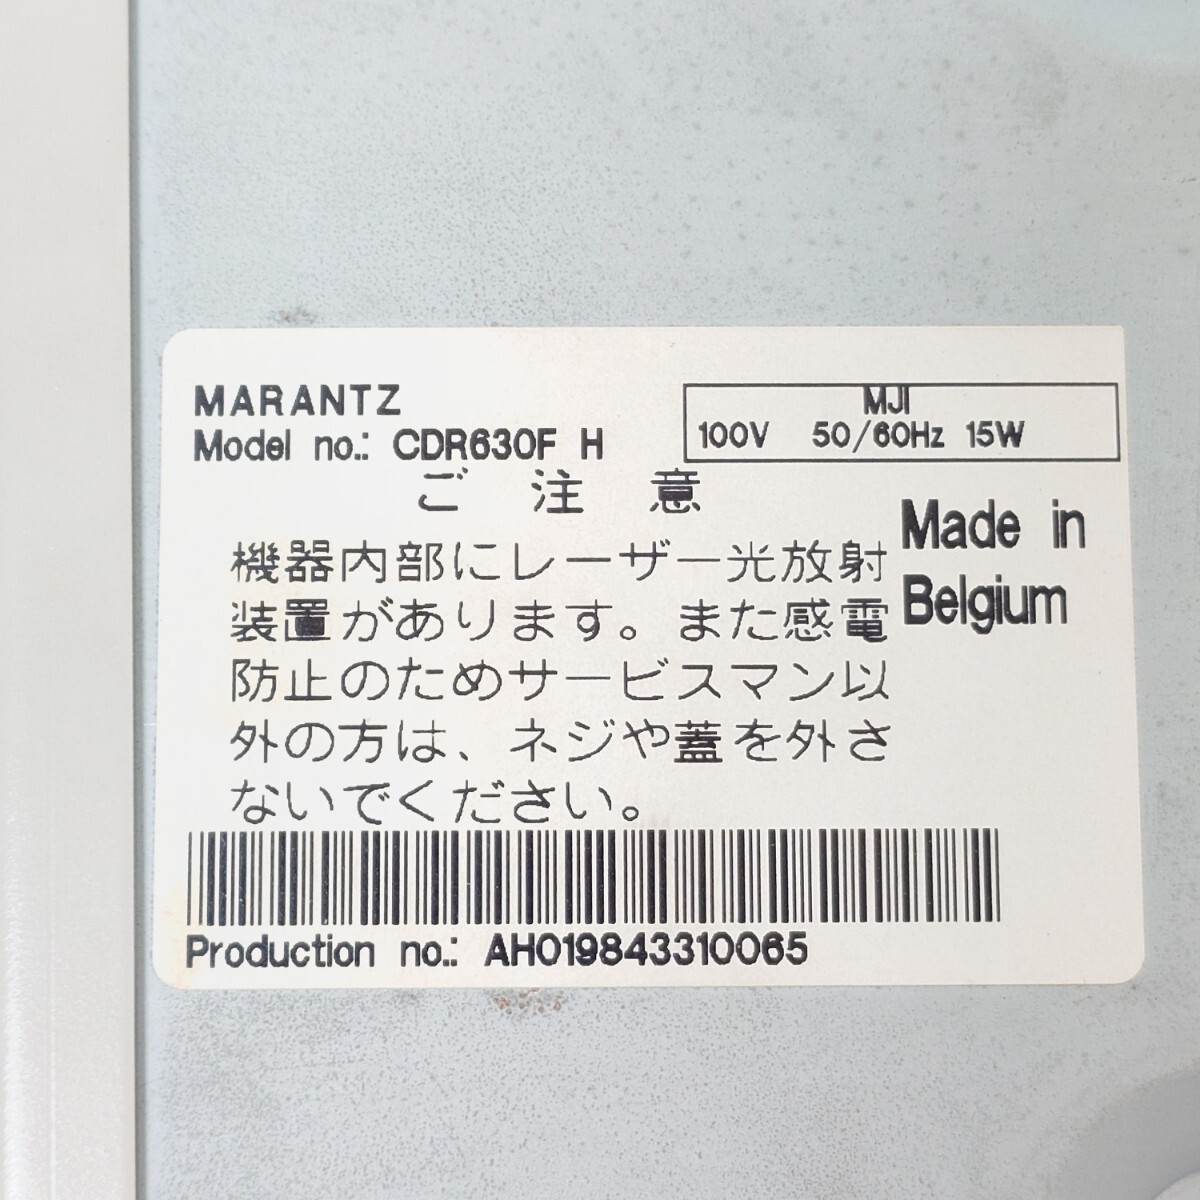 MARANTZ
Model no.: CDR630F H
MJI
100V 50/60Hz 15W
ご 注 意
機器内部にレーザー光放射
装置があります。また感電
防止のためサービスマン以
外の方は、ネジや蓋を外さ
ないでください。
Made in
Belgium
Production no.: AH019843310065